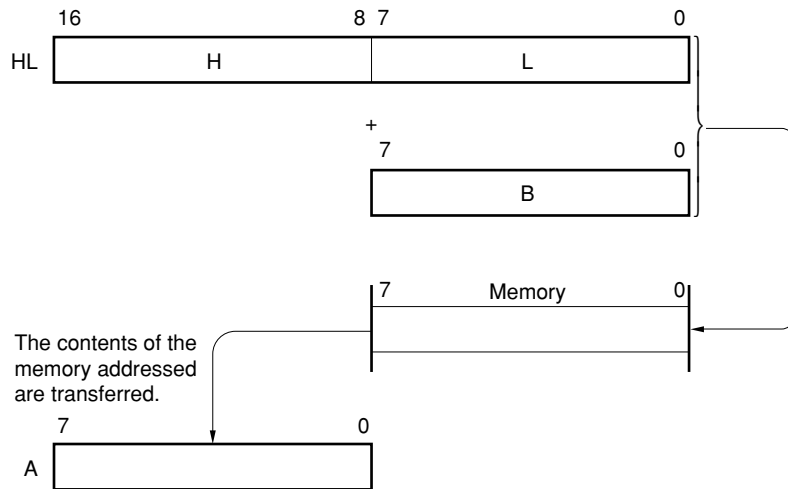 16 8 7 0
HL H L
+
7 0
B
7 Memory 0
The contents of the
memory addressed
are transferred.
7 0
A